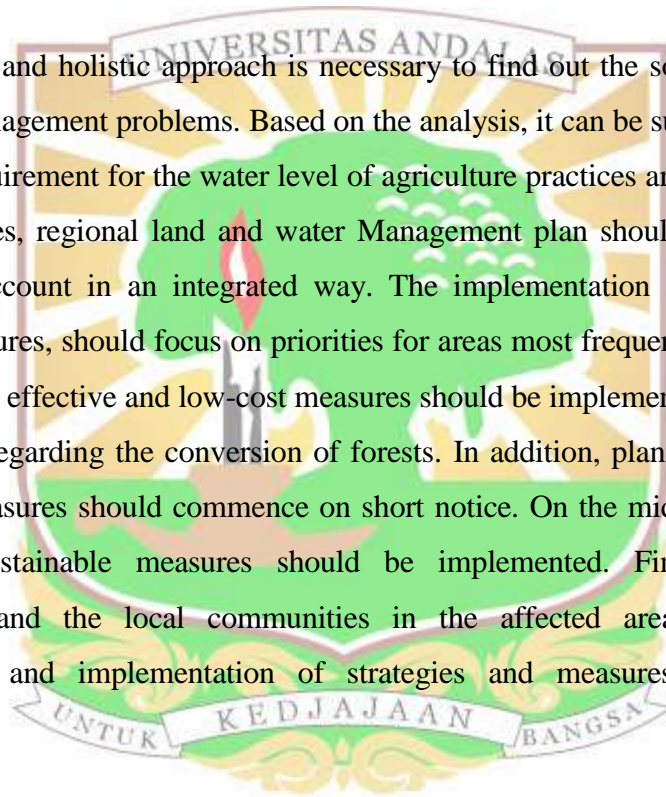 UNIVERSITAS ANDALAS
and holistic approach is necessary to find out the so
nagement problems. Based on the analysis, it can be su
uirement for the water level of agriculture practices ar
es, regional land and water Management plan shoul
ccount in an integrated way. The implementation
ures, should focus on priorities for areas most frequen
effective and low-cost measures should be implemen
egarding the conversion of forests. In addition, plan
asures should commence on short notice. On the mic
stainable measures should be implemented. Fin
and the local communities in the affected area
and implementation of strategies and measures
UNTUK KEDJAJAAN BANGSA